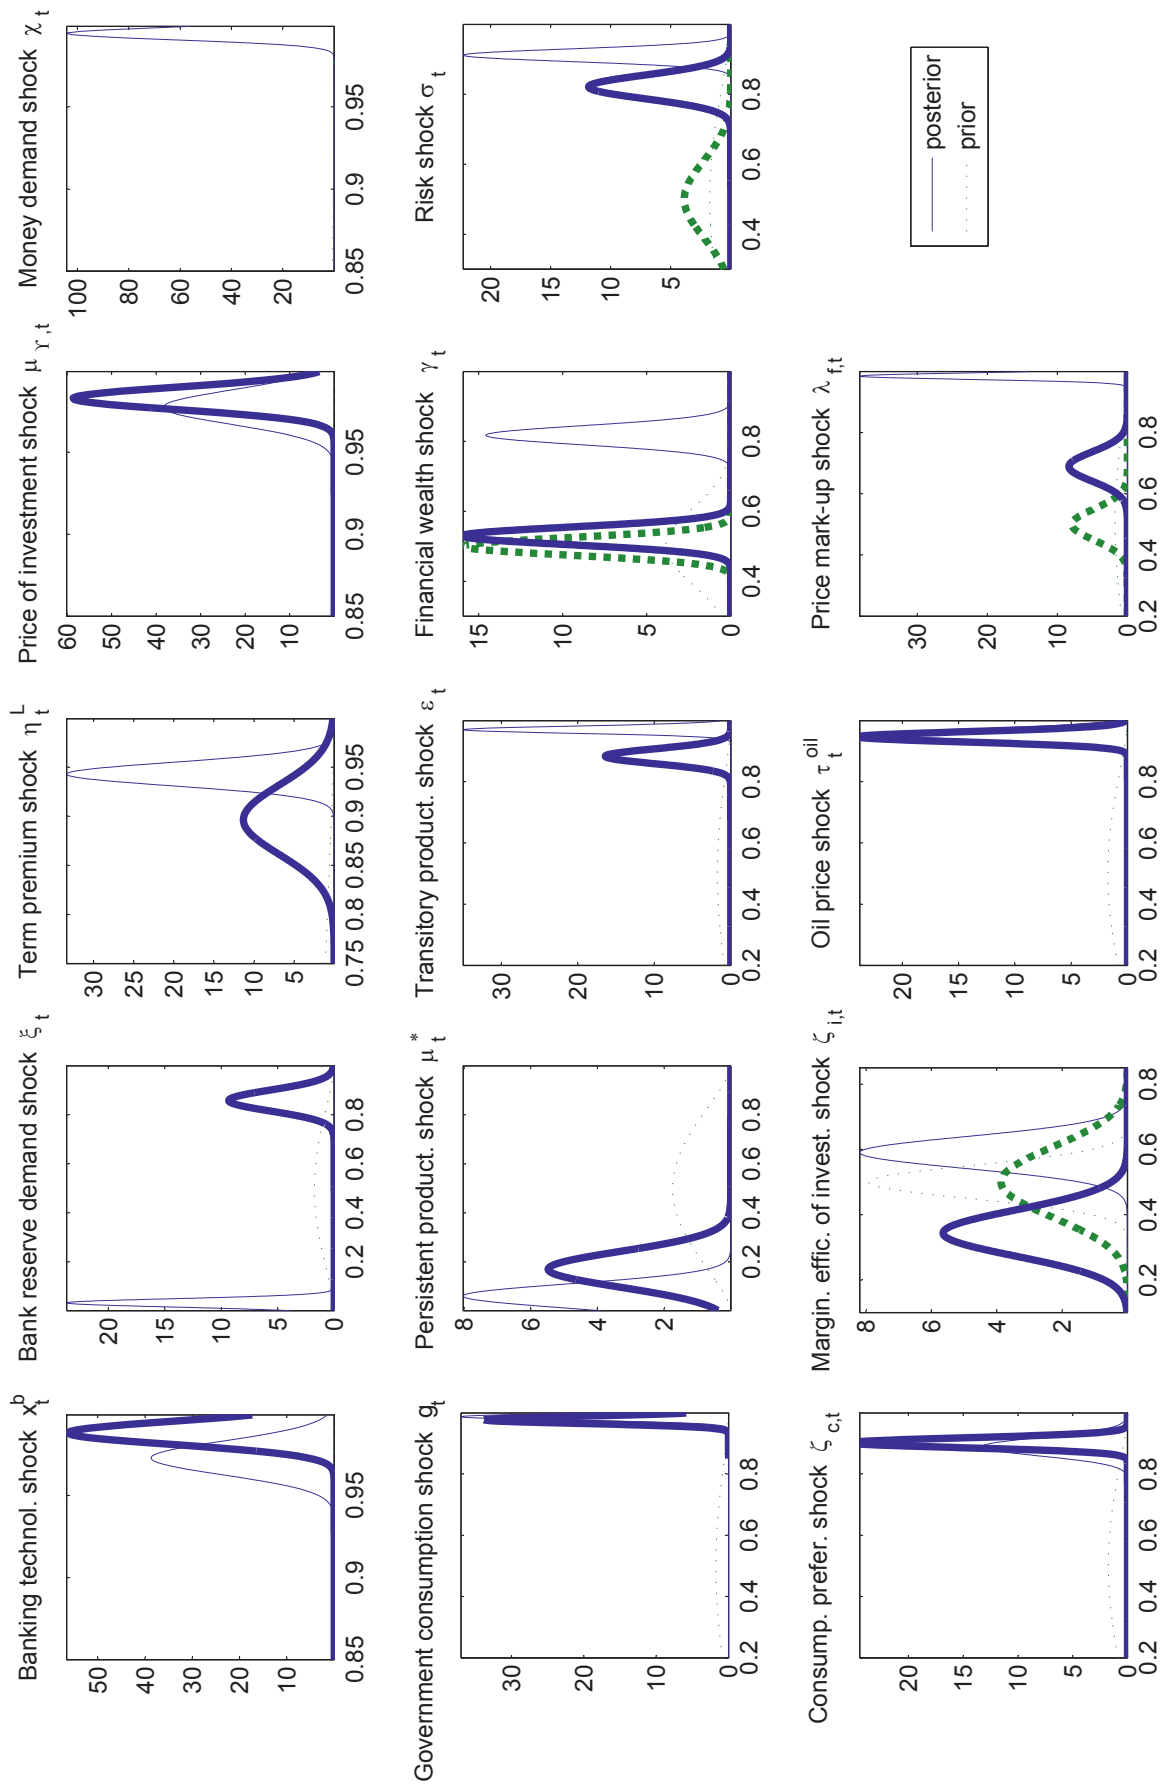 Banking technol. shock x_t^b
50
40
30
20
10
0.85 0.9 0.95
Bank reserve demand shock ξ_t
20
15
10
5
0
0.2 0.4 0.6 0.8
Term premium shock η_t^L
30
25
20
15
10
5
0.75 0.8 0.85 0.9 0.95
Price of investment shock μ_ϒ,t
60
50
40
30
20
10
0.85 0.9 0.95
Money demand shock χ_t
100
80
60
40
20
0.85 0.9 0.95
Government consumption shock g_t
30
20
10
0
0.2 0.4 0.6 0.8
Persistent product. shock μ_t^*
8
6
4
2
0.2 0.4 0.6 0.8
Transitory product. shock ε_t
30
20
10
0
0.2 0.4 0.6 0.8
Financial wealth shock γ_t
15
10
5
0
0.4 0.6 0.8
Risk shock σ_t
20
15
10
5
0.4 0.6 0.8
Consump. prefer. shock ζ_c,t
20
15
10
5
0
0.2 0.4 0.6 0.8
Margin. effic. of invest. shock ζ_i,t
8
6
4
2
0.2 0.4 0.6 0.8
Oil price shock τ_t^oil
20
15
10
5
0
0.2 0.4 0.6 0.8
Price mark-up shock λ_f,t
30
20
10
0
0.2 0.4 0.6 0.8
posterior
prior